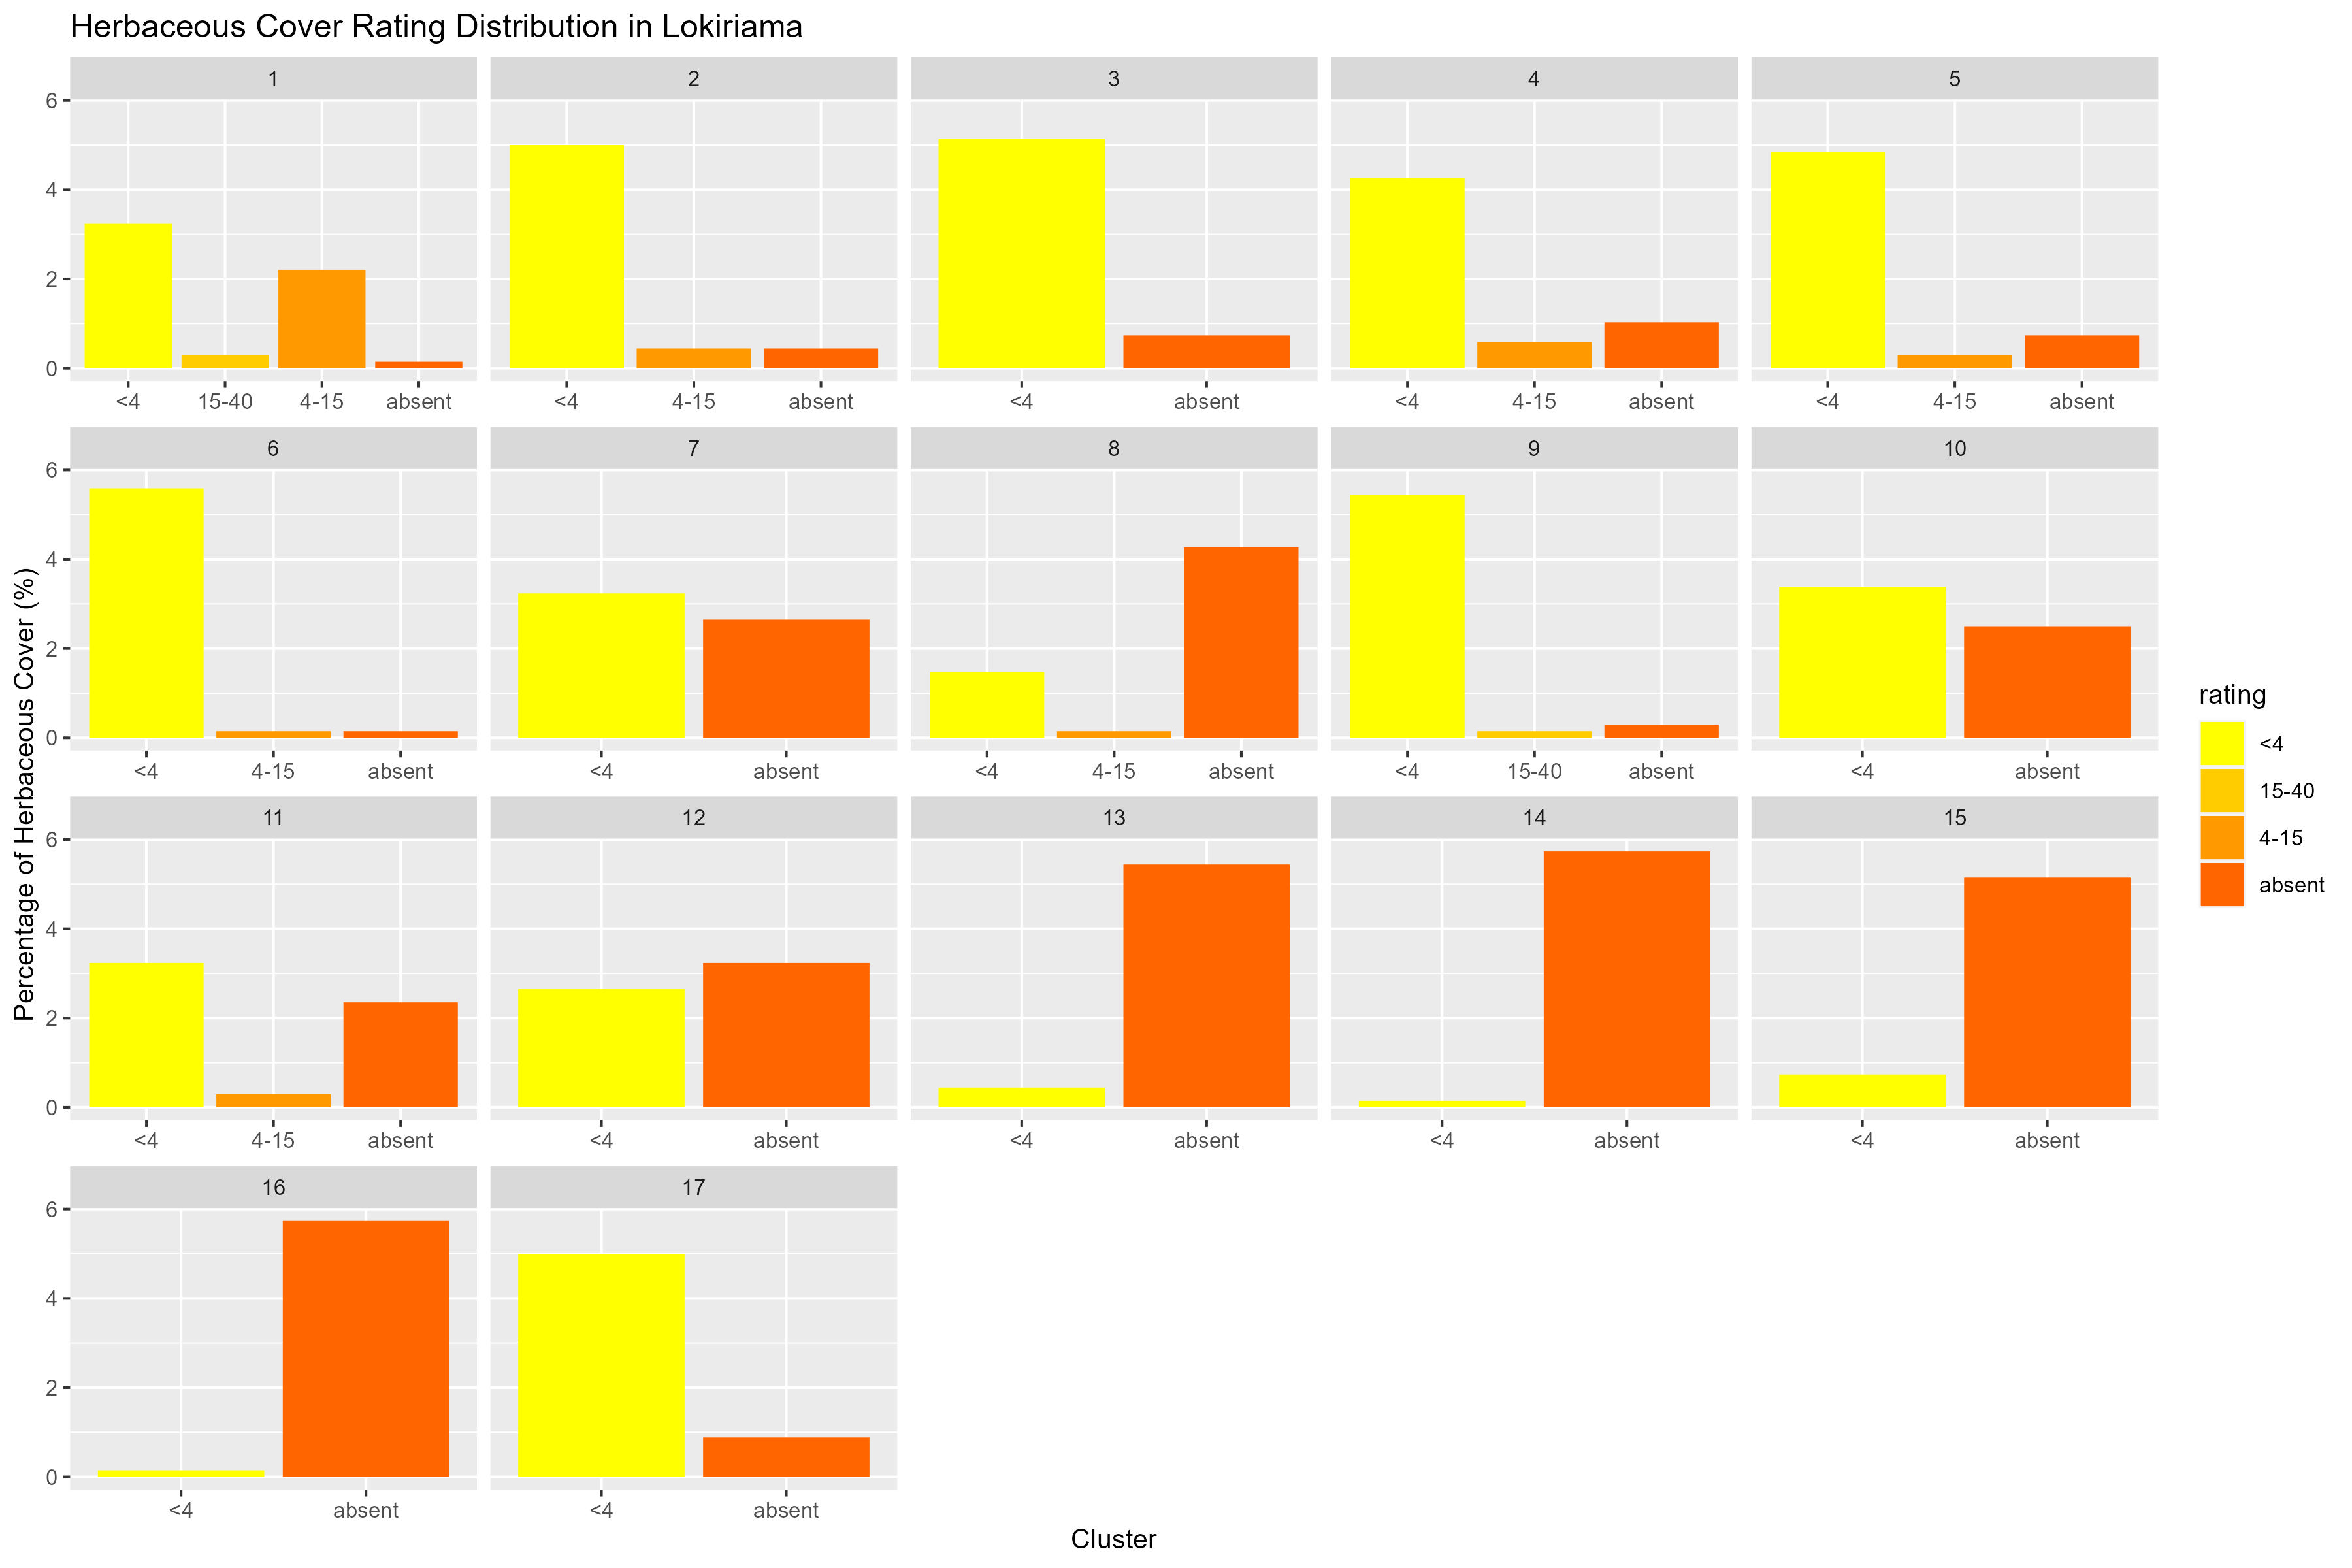 Herbaceous Cover Rating Distribution in Lokiriama
1 2 3 4 5
6
4
2
0
<4 15-40 4-15 absent <4 4-15 absent <4 absent <4 4-15 absent <4 4-15 absent
6 7 8 9 10
6
4
2
0
<4 4-15 absent <4 absent <4 4-15 absent <4 15-40 absent <4 absent
11 12 13 14 15
6
4
2
0
<4 4-15 absent <4 absent <4 absent <4 absent <4 absent
16 17
6
4
2
0
<4 absent <4 absent
Cluster
Percentage of Herbaceous Cover (%)
rating
<4
15-40
4-15
absent